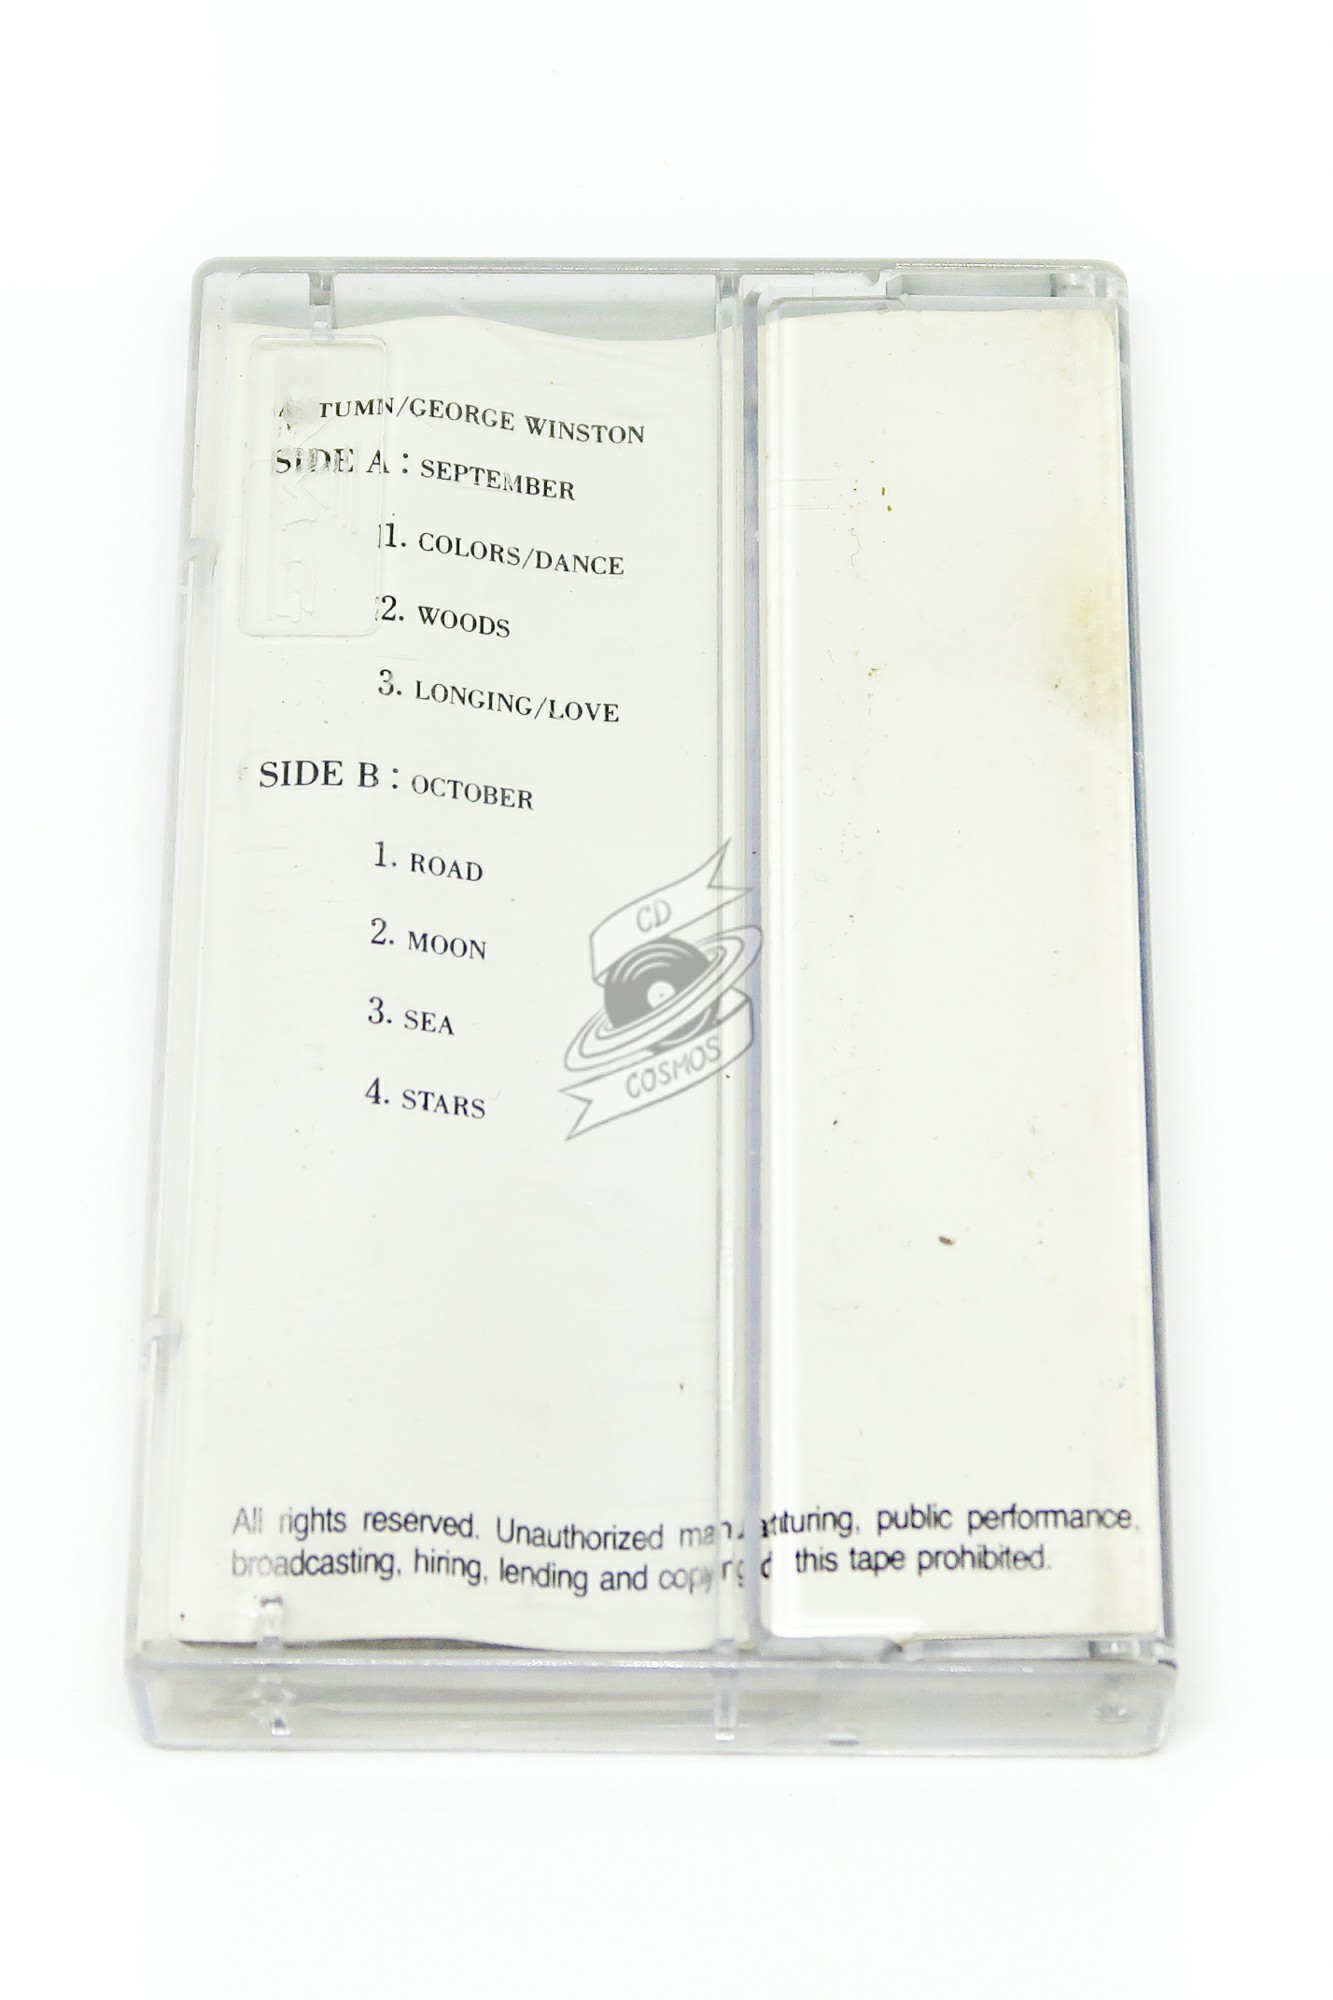 TUMN/GEORGE WINSTON
SIDE A : SEPTEMBER
1. COLORS/DANCE
2. WOODS
3. LONGING/LOVE
SIDE B : OCTOBER
1. ROAD
2. MOON
3. SEA
4. STARS
CD
COSMOS
All rights reserved. Unauthorized public performance,
broadcasting, hiring, lending and this tape prohibited.